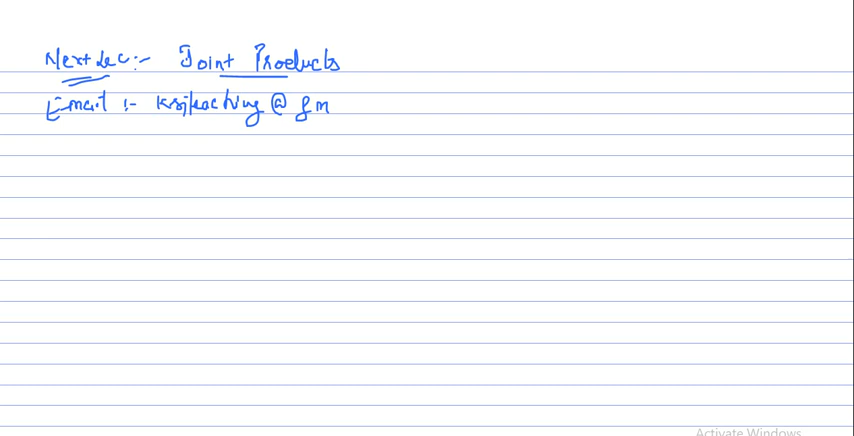 Next Lec:- Joint Products
Email :- ksjteaching @ gm
Activate Windows